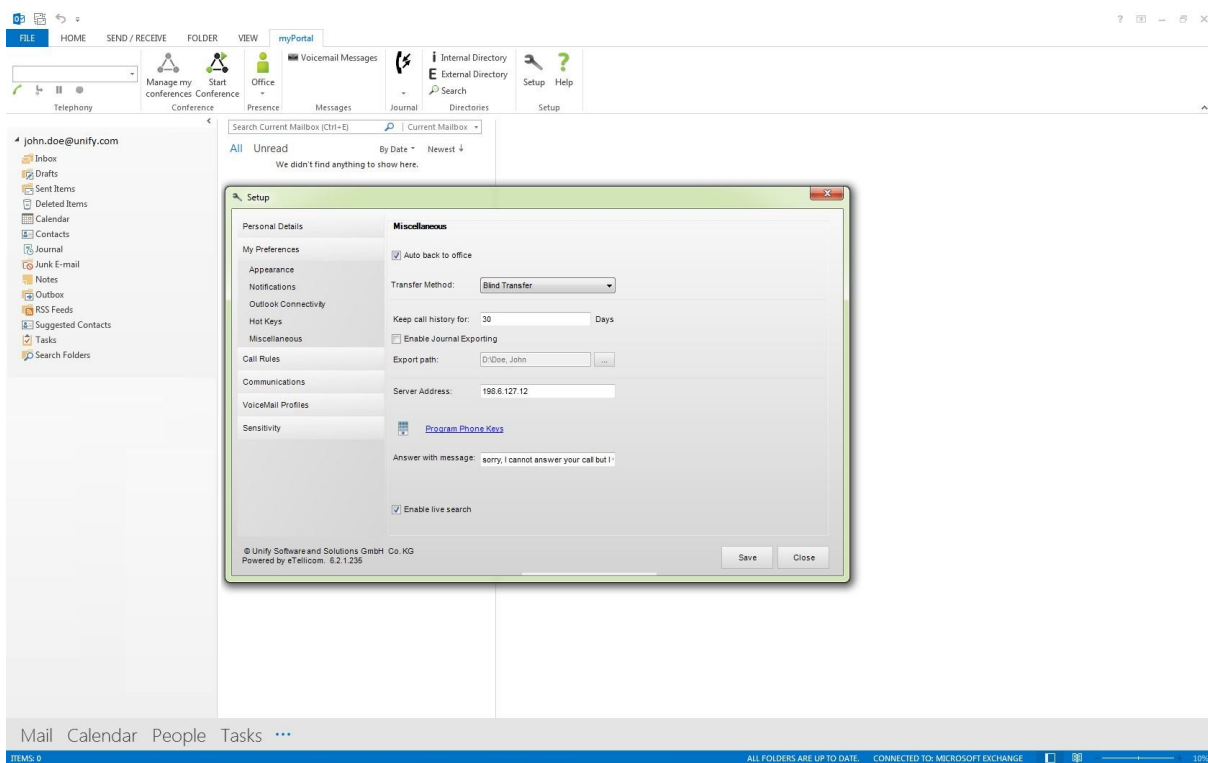 FILE HOME SEND / RECEIVE FOLDER VIEW myPortal
Manage my conferences
Start Conference
Office
Voicemail Messages
Internal Directory
External Directory
Search
Setup Help
Telephony Conference Presence Messages Journal Directories Setup
john.doe@unify.com
Inbox
Drafts
Sent Items
Deleted Items
Calendar
Contacts
Journal
Junk E-mail
Notes
Outbox
RSS Feeds
Suggested Contacts
Tasks
Search Folders
Search Current Mailbox (Ctrl+E) Current Mailbox
All Unread By Date Newest
We didn't find anything to show here.
Setup
Personal Details
My Preferences
Appearance
Notifications
Outlook Connectivity
Hot Keys
Miscellaneous
Call Rules
Communications
VoiceMail Profiles
Sensitivity
Miscellaneous
Auto back to office
Transfer Method: Blind Transfer
Keep call history for: 30 Days
Enable Journal Exporting
Export path: D:\Doe, John ...
Server Address: 198.6.127.12
Program Phone Keys
Answer with message: sorry, I cannot answer your call but I
Enable live search
© Unify Software and Solutions GmbH Co. KG
Powered by eTellicom. 6.2.1.236
Save Close
Mail Calendar People Tasks ...
ITEMS: 0 ALL FOLDERS ARE UP TO DATE. CONNECTED TO: MICROSOFT EXCHANGE 10%